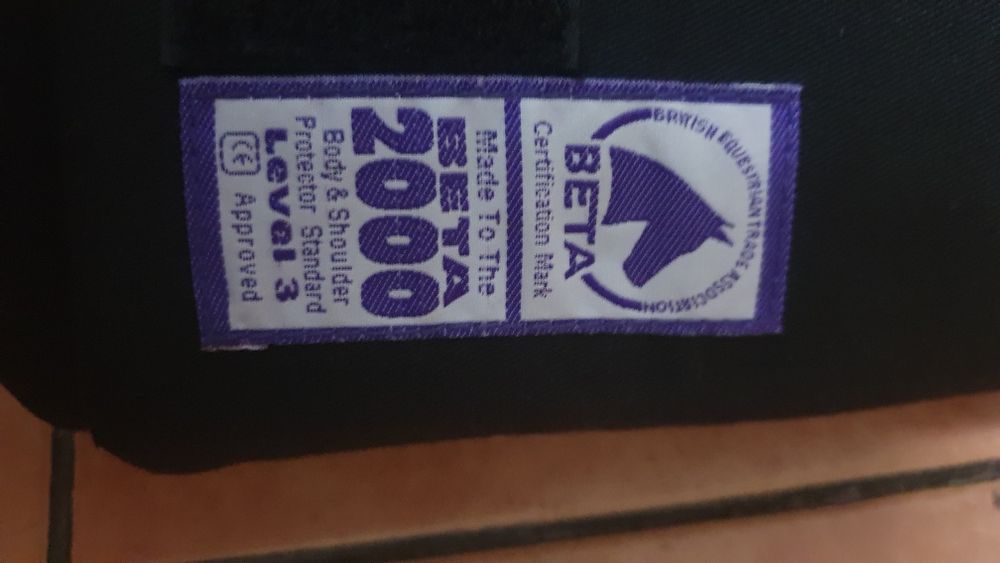 BRITISH EQUESTRIAN TRADE ASSOCIATION
BETA
Certification Mark
Made To The
BETA
2000
Body & Shoulder
Protector Standard
Level 3
CE Approved